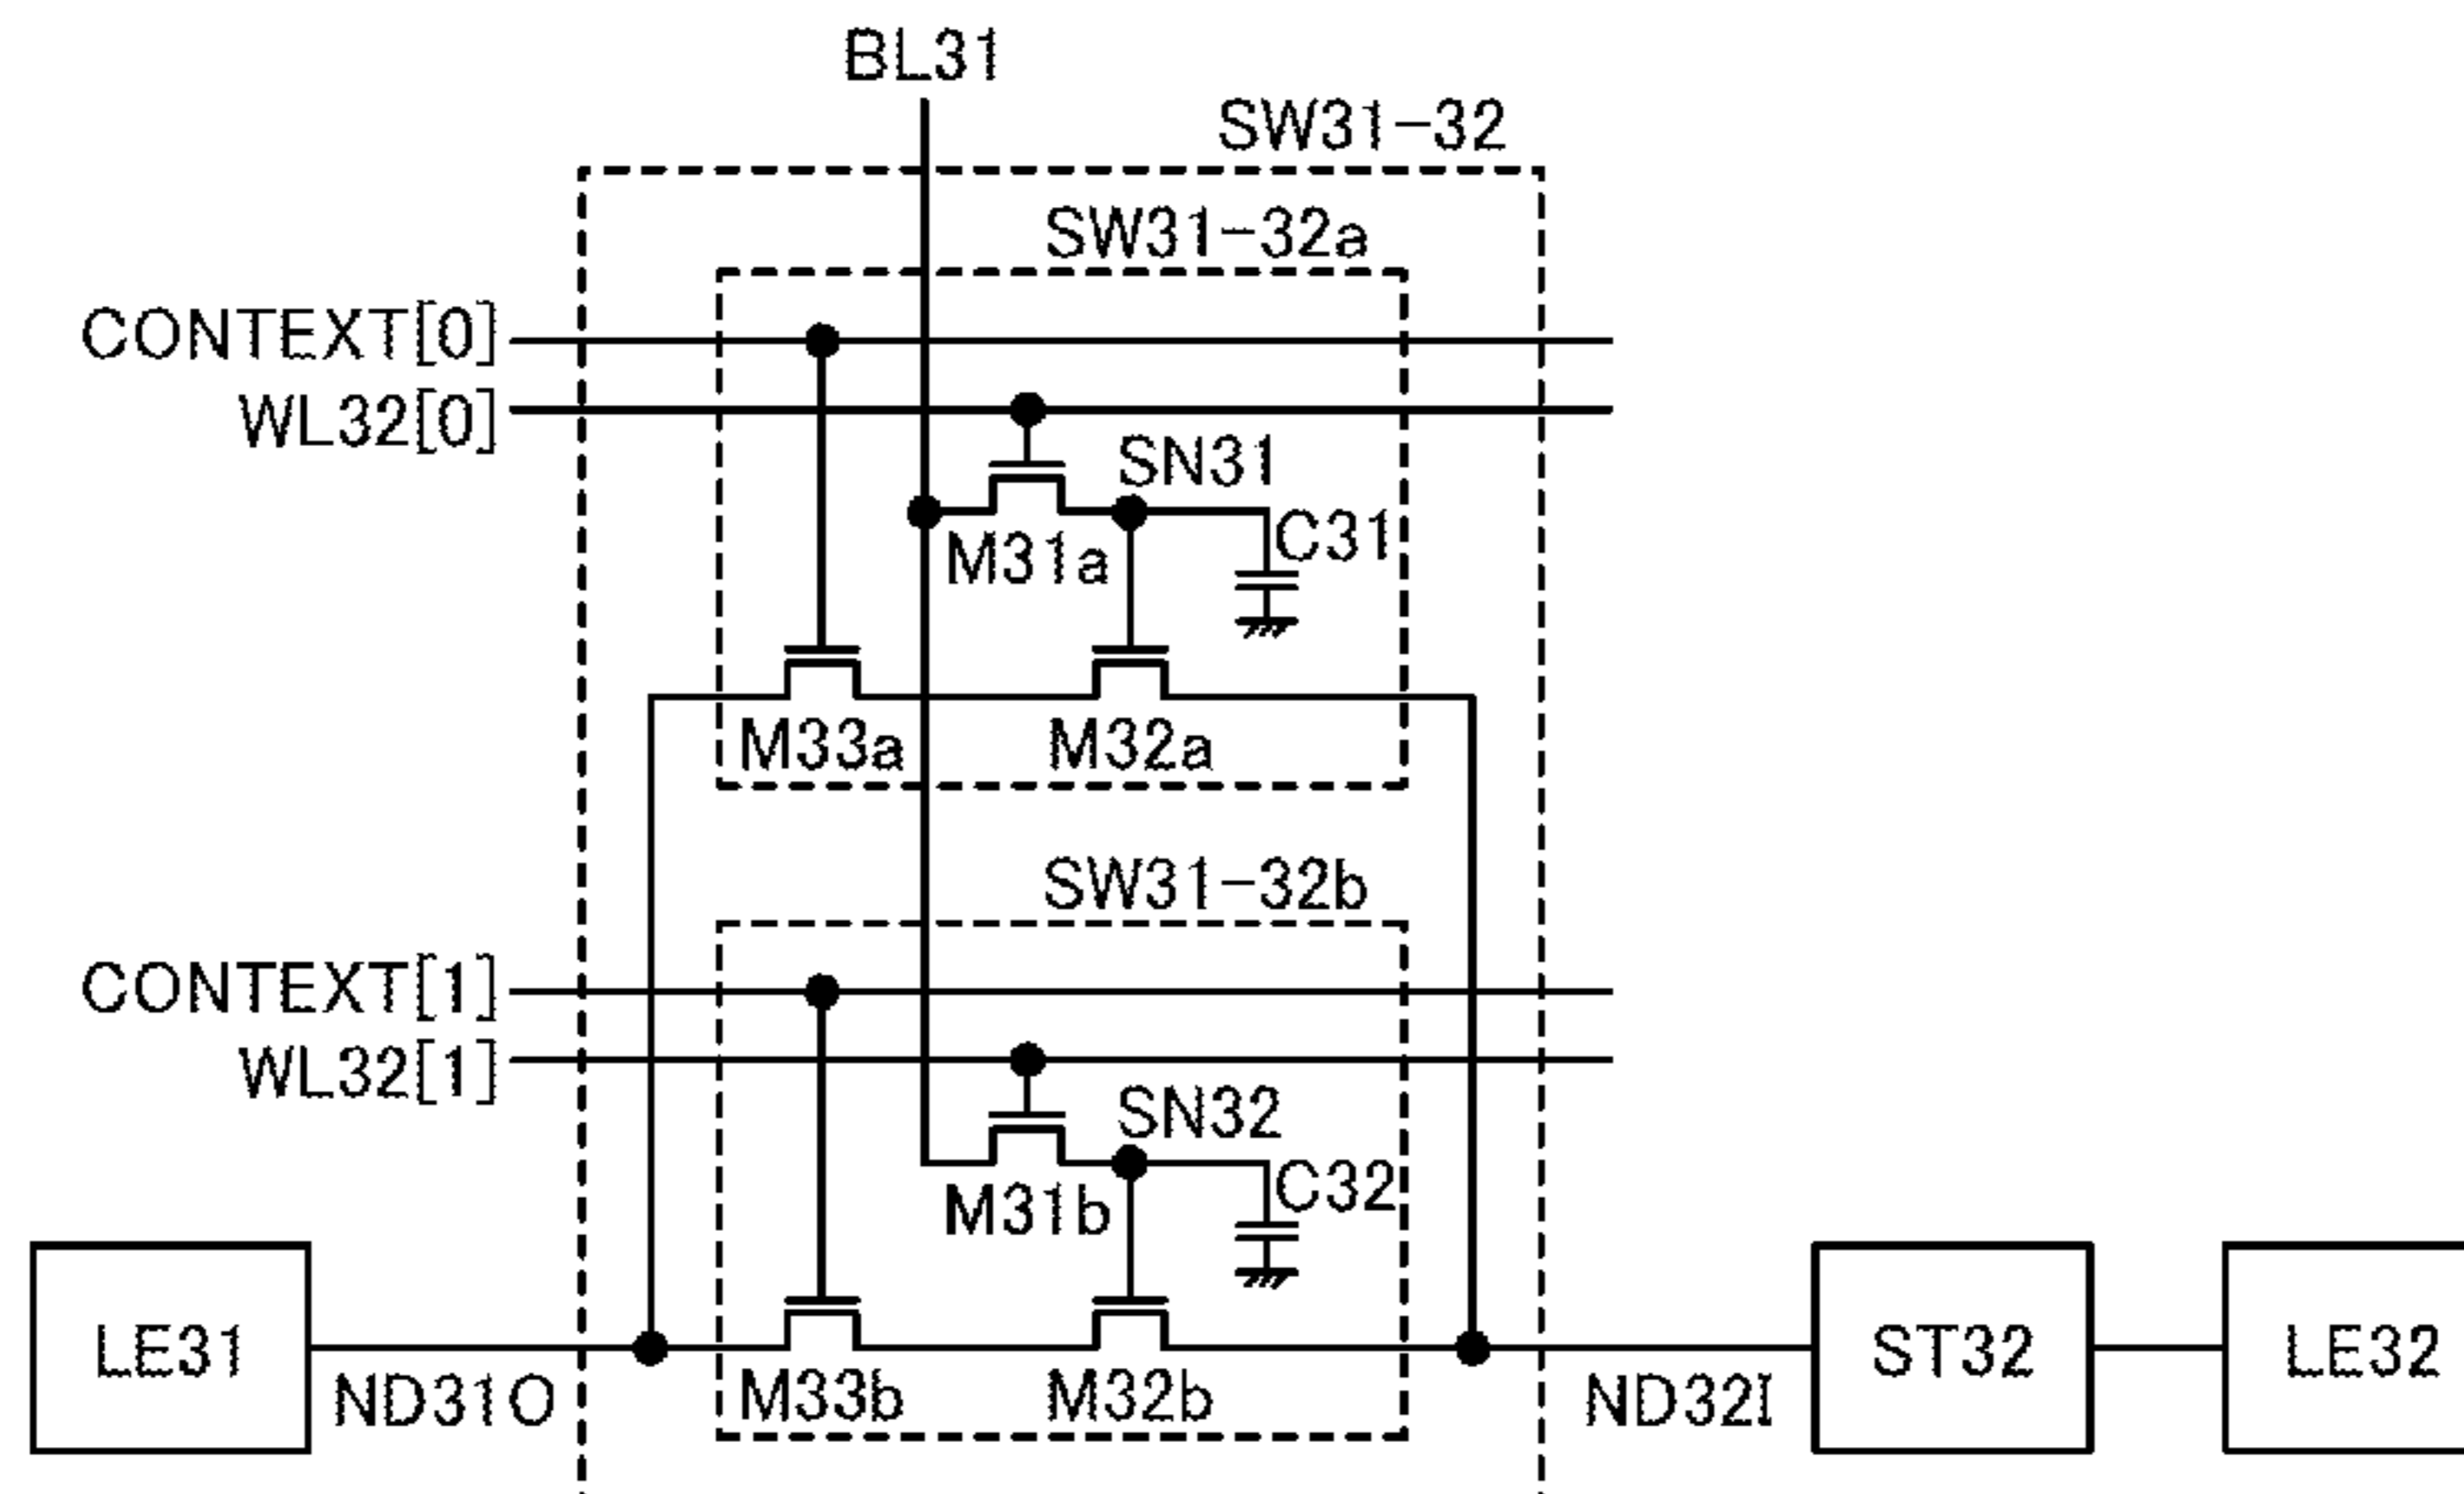 BL31
SW31-32
SW31-32a
CONTEXT[0]
WL32[0]
SN31
C31
M31a
M33a
M32a
SW31-32b
CONTEXT[1]
WL32[1]
SN32
C32
M31b
LE31
ND31O
M33b
M32b
ND32I
ST32
LE32